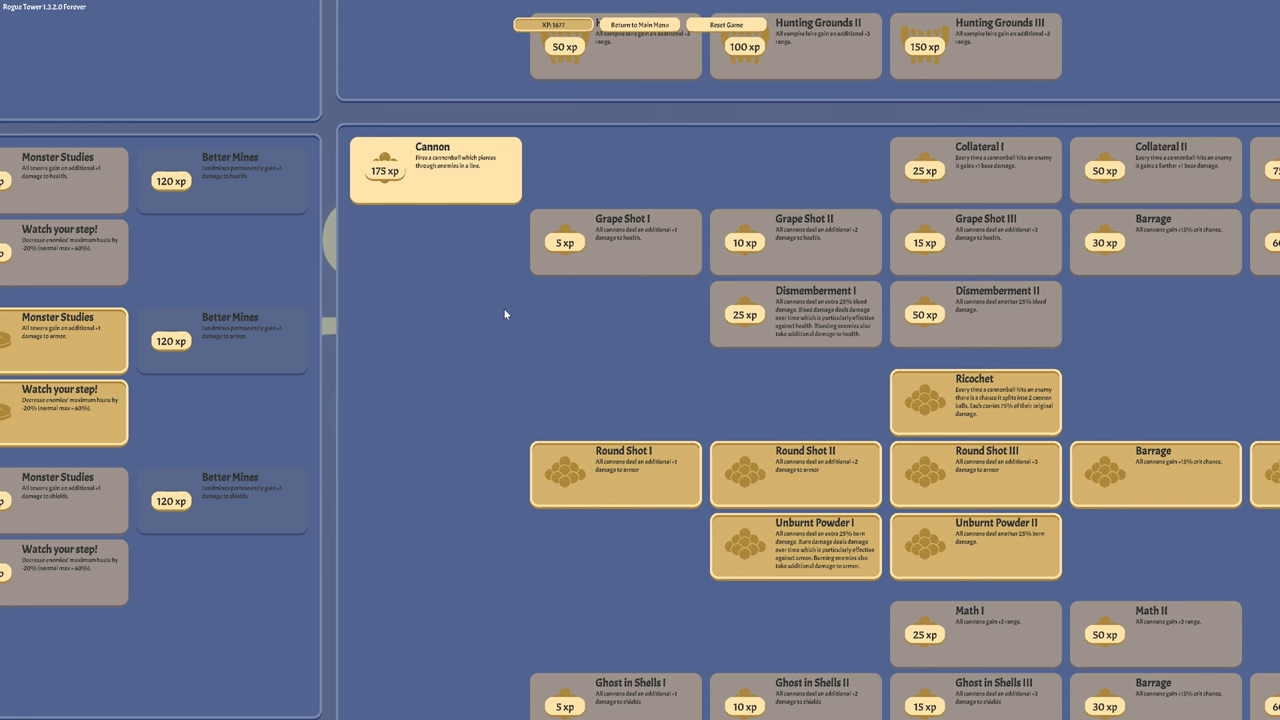 Rogue Tower 1.3.2.0 Forever
XP: 1677
Return to Main Menu
Reset Game
50 xp
All vampire lairs gain an additional +3
range.
Hunting Grounds II
100 xp
All vampire lairs gain an additional +3
range.
Hunting Grounds III
150 xp
All vampire lairs gain an additional +3
range.
Monster Studies
All towers gain an additional +1
damage to health.
Better Mines
120 xp
Landmines permanently gain +1
damage to health.
Watch your step!
Decrease enemies' maximum haste by
-20% (normal max = 60%).
Monster Studies
All towers gain an additional +1
damage to armor.
Better Mines
120 xp
Landmines permanently gain +1
damage to armor.
Watch your step!
Decrease enemies' maximum haste by
-20% (normal max = 60%).
Monster Studies
All towers gain an additional +1
damage to shields.
Better Mines
120 xp
Landmines permanently gain +1
damage to shields.
Watch your step!
Decrease enemies' maximum haste by
-20% (normal max = 60%).
Cannon
175 xp
Fires a cannonball which pierces
through enemies in a line.
Collateral I
25 xp
Every time a cannonball hits an enemy
it gains +1 base damage.
Collateral II
50 xp
Every time a cannonball hits an enemy
it gains a further +1 base damage.
Grape Shot I
5 xp
All cannons deal an additional +1
damage to health.
Grape Shot II
10 xp
All cannons deal an additional +2
damage to health.
Grape Shot III
15 xp
All cannons deal an additional +3
damage to health.
Barrage
30 xp
All cannons gain +15% crit chance.
Dismemberment I
25 xp
All cannons deal an extra 25% bleed
damage. Bleed damage deals damage
over time which is particularly effective
against health. Bleeding enemies also
take additional damage to health.
Dismemberment II
50 xp
All cannons deal another 25% bleed
damage.
Ricochet
Every time a cannonball hits an enemy
there is a chance it splits into 2 cannon
balls. Each carries 75% of their original
damage.
Round Shot I
All cannons deal an additional +1
damage to armor
Round Shot II
All cannons deal an additional +2
damage to armor
Round Shot III
All cannons deal an additional +3
damage to armor
Barrage
All cannons gain +15% crit chance.
Unburnt Powder I
All cannons deal an extra 25% burn
damage. Burn damage deals damage
over time which is particularly effective
against armor. Burning enemies also
take additional damage to armor.
Unburnt Powder II
All cannons deal another 25% burn
damage.
Math I
25 xp
All cannons gain +3 range.
Math II
50 xp
All cannons gain +3 range.
Ghost in Shells I
5 xp
All cannons deal an additional +1
damage to shields
Ghost in Shells II
10 xp
All cannons deal an additional +2
damage to shields
Ghost in Shells III
15 xp
All cannons deal an additional +3
damage to shields
Barrage
30 xp
All cannons gain +15% crit chance.